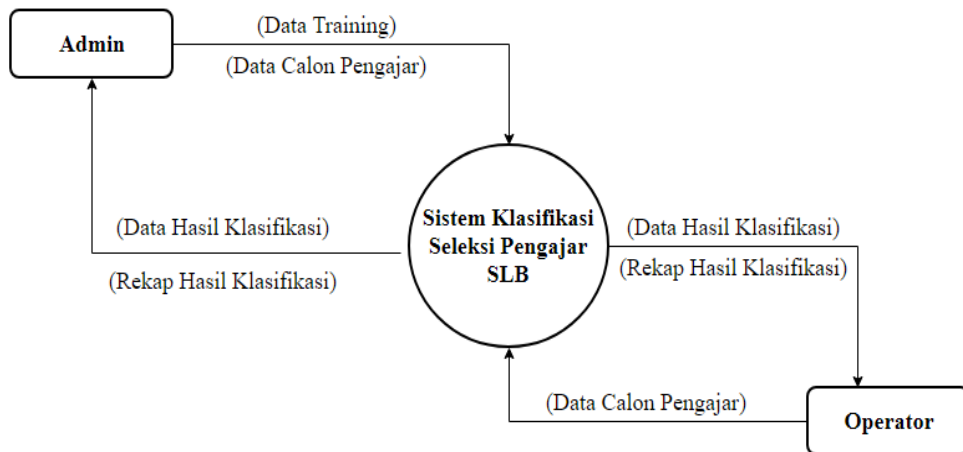 Admin
(Data Training)
(Data Calon Pengajar)
(Data Hasil Klasifikasi)
(Rekap Hasil Klasifikasi)
Sistem Klasifikasi
Seleksi Pengajar
SLB
(Data Hasil Klasifikasi)
(Rekap Hasil Klasifikasi)
(Data Calon Pengajar)
Operator